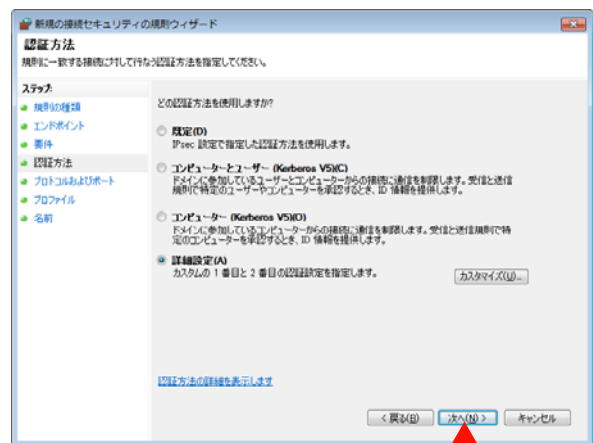 新規の接続セキュリティの規則ウィザード
認証方法
規則に一致する接続に対して行なう認証方法を指定してください。
ステップ:
規則の種類
エンドポイント
要件
認証方法
プロトコルおよびポート
プロファイル
名前
どの認証方法を使用しますか?
既定(D)
IPsec 設定で指定した認証方法を使用します。
コンピューターとユーザー (Kerberos V5)(C)
ドメインに参加しているユーザーとコンピューターからの接続に通信を制限します。受信と送信
規則で特定のユーザーやコンピューターを承認するとき、ID 情報を提供します。
コンピューター (Kerberos V5)(O)
ドメインに参加しているコンピューターからの接続に通信を制限します。受信と送信規則で特
定のコンピューターを承認するとき、ID 情報を提供します。
詳細設定(A)
カスタムの 1 番目と 2 番目の認証設定を指定します。
カスタマイズ(U)...
認証方法の詳細を表示します
< 戻る(B)
次へ(N) >
キャンセル